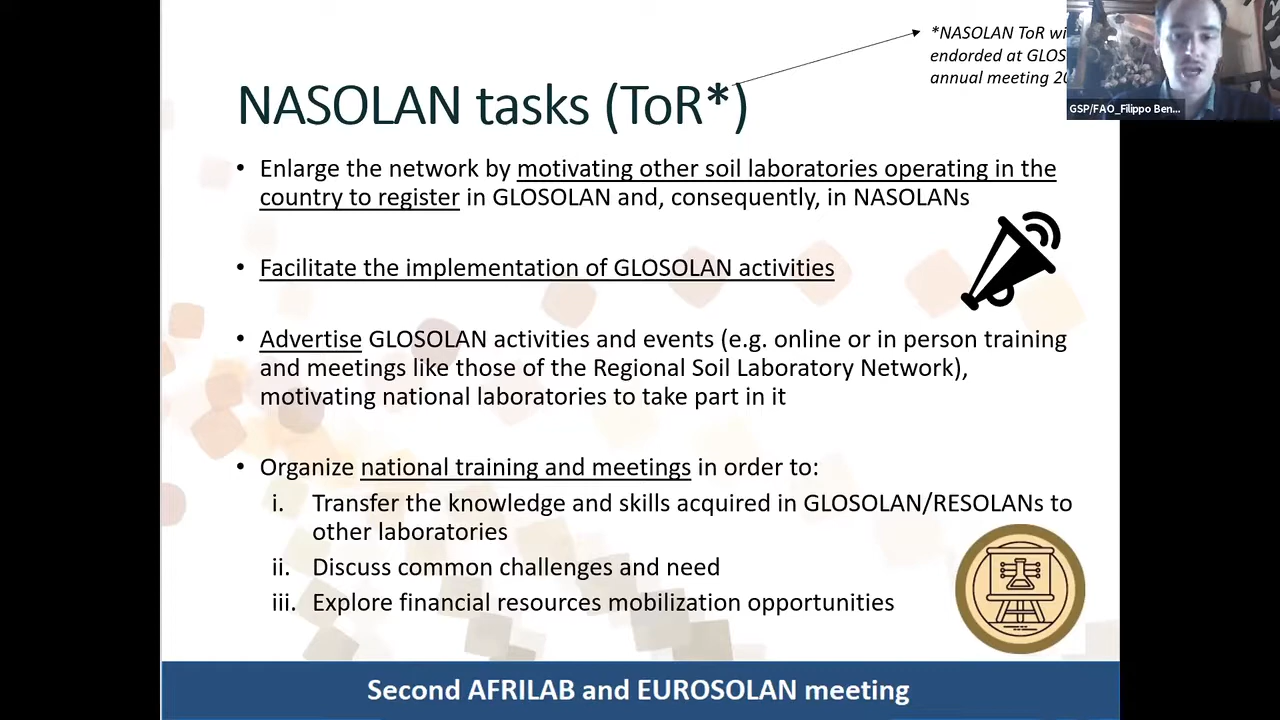 *NASOLAN ToR
endorded at
annual meeting
GSP/FAO_Filippo Ben...
NASOLAN tasks (ToR*)
• Enlarge the network by motivating other soil laboratories operating in the
country to register in GLOSOLAN and, consequently, in NASOLANs
• Facilitate the implementation of GLOSOLAN activities
• Advertise GLOSOLAN activities and events (e.g. online or in person training
and meetings like those of the Regional Soil Laboratory Network),
motivating national laboratories to take part in it
• Organize national training and meetings in order to:
i. Transfer the knowledge and skills acquired in GLOSOLAN/RESOLANs to
other laboratories
ii. Discuss common challenges and need
iii. Explore financial resources mobilization opportunities
Second AFRILAB and EUROSOLAN meeting